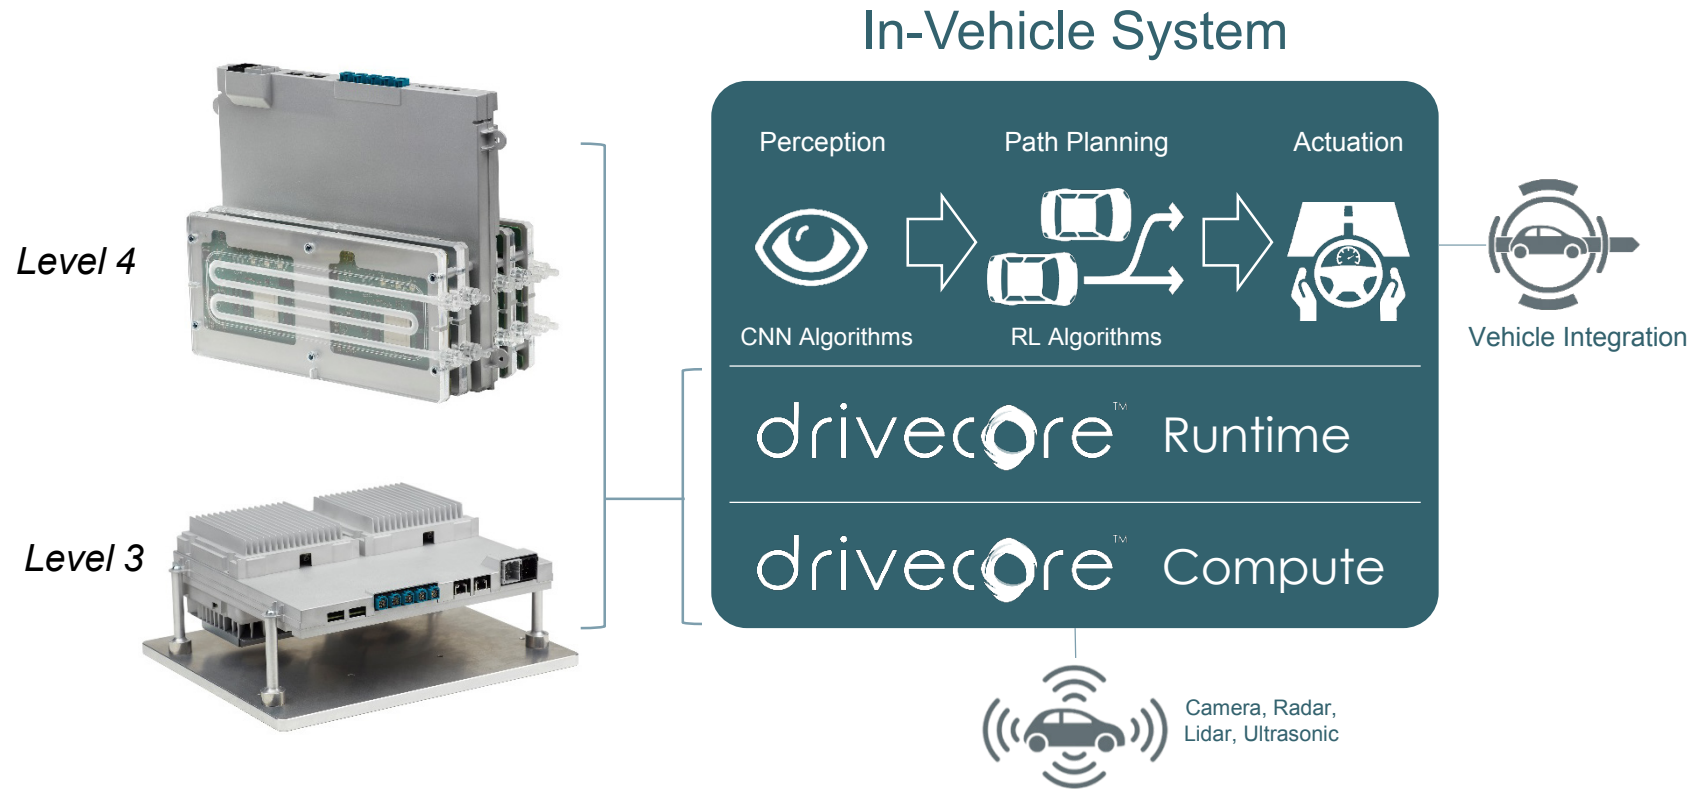 In-Vehicle System
Perception
Path Planning
Actuation
Level 4
CNN Algorithms
RL Algorithms
Vehicle Integration
drivecore™ Runtime
Level 3
drivecore™ Compute
Camera, Radar,
Lidar, Ultrasonic